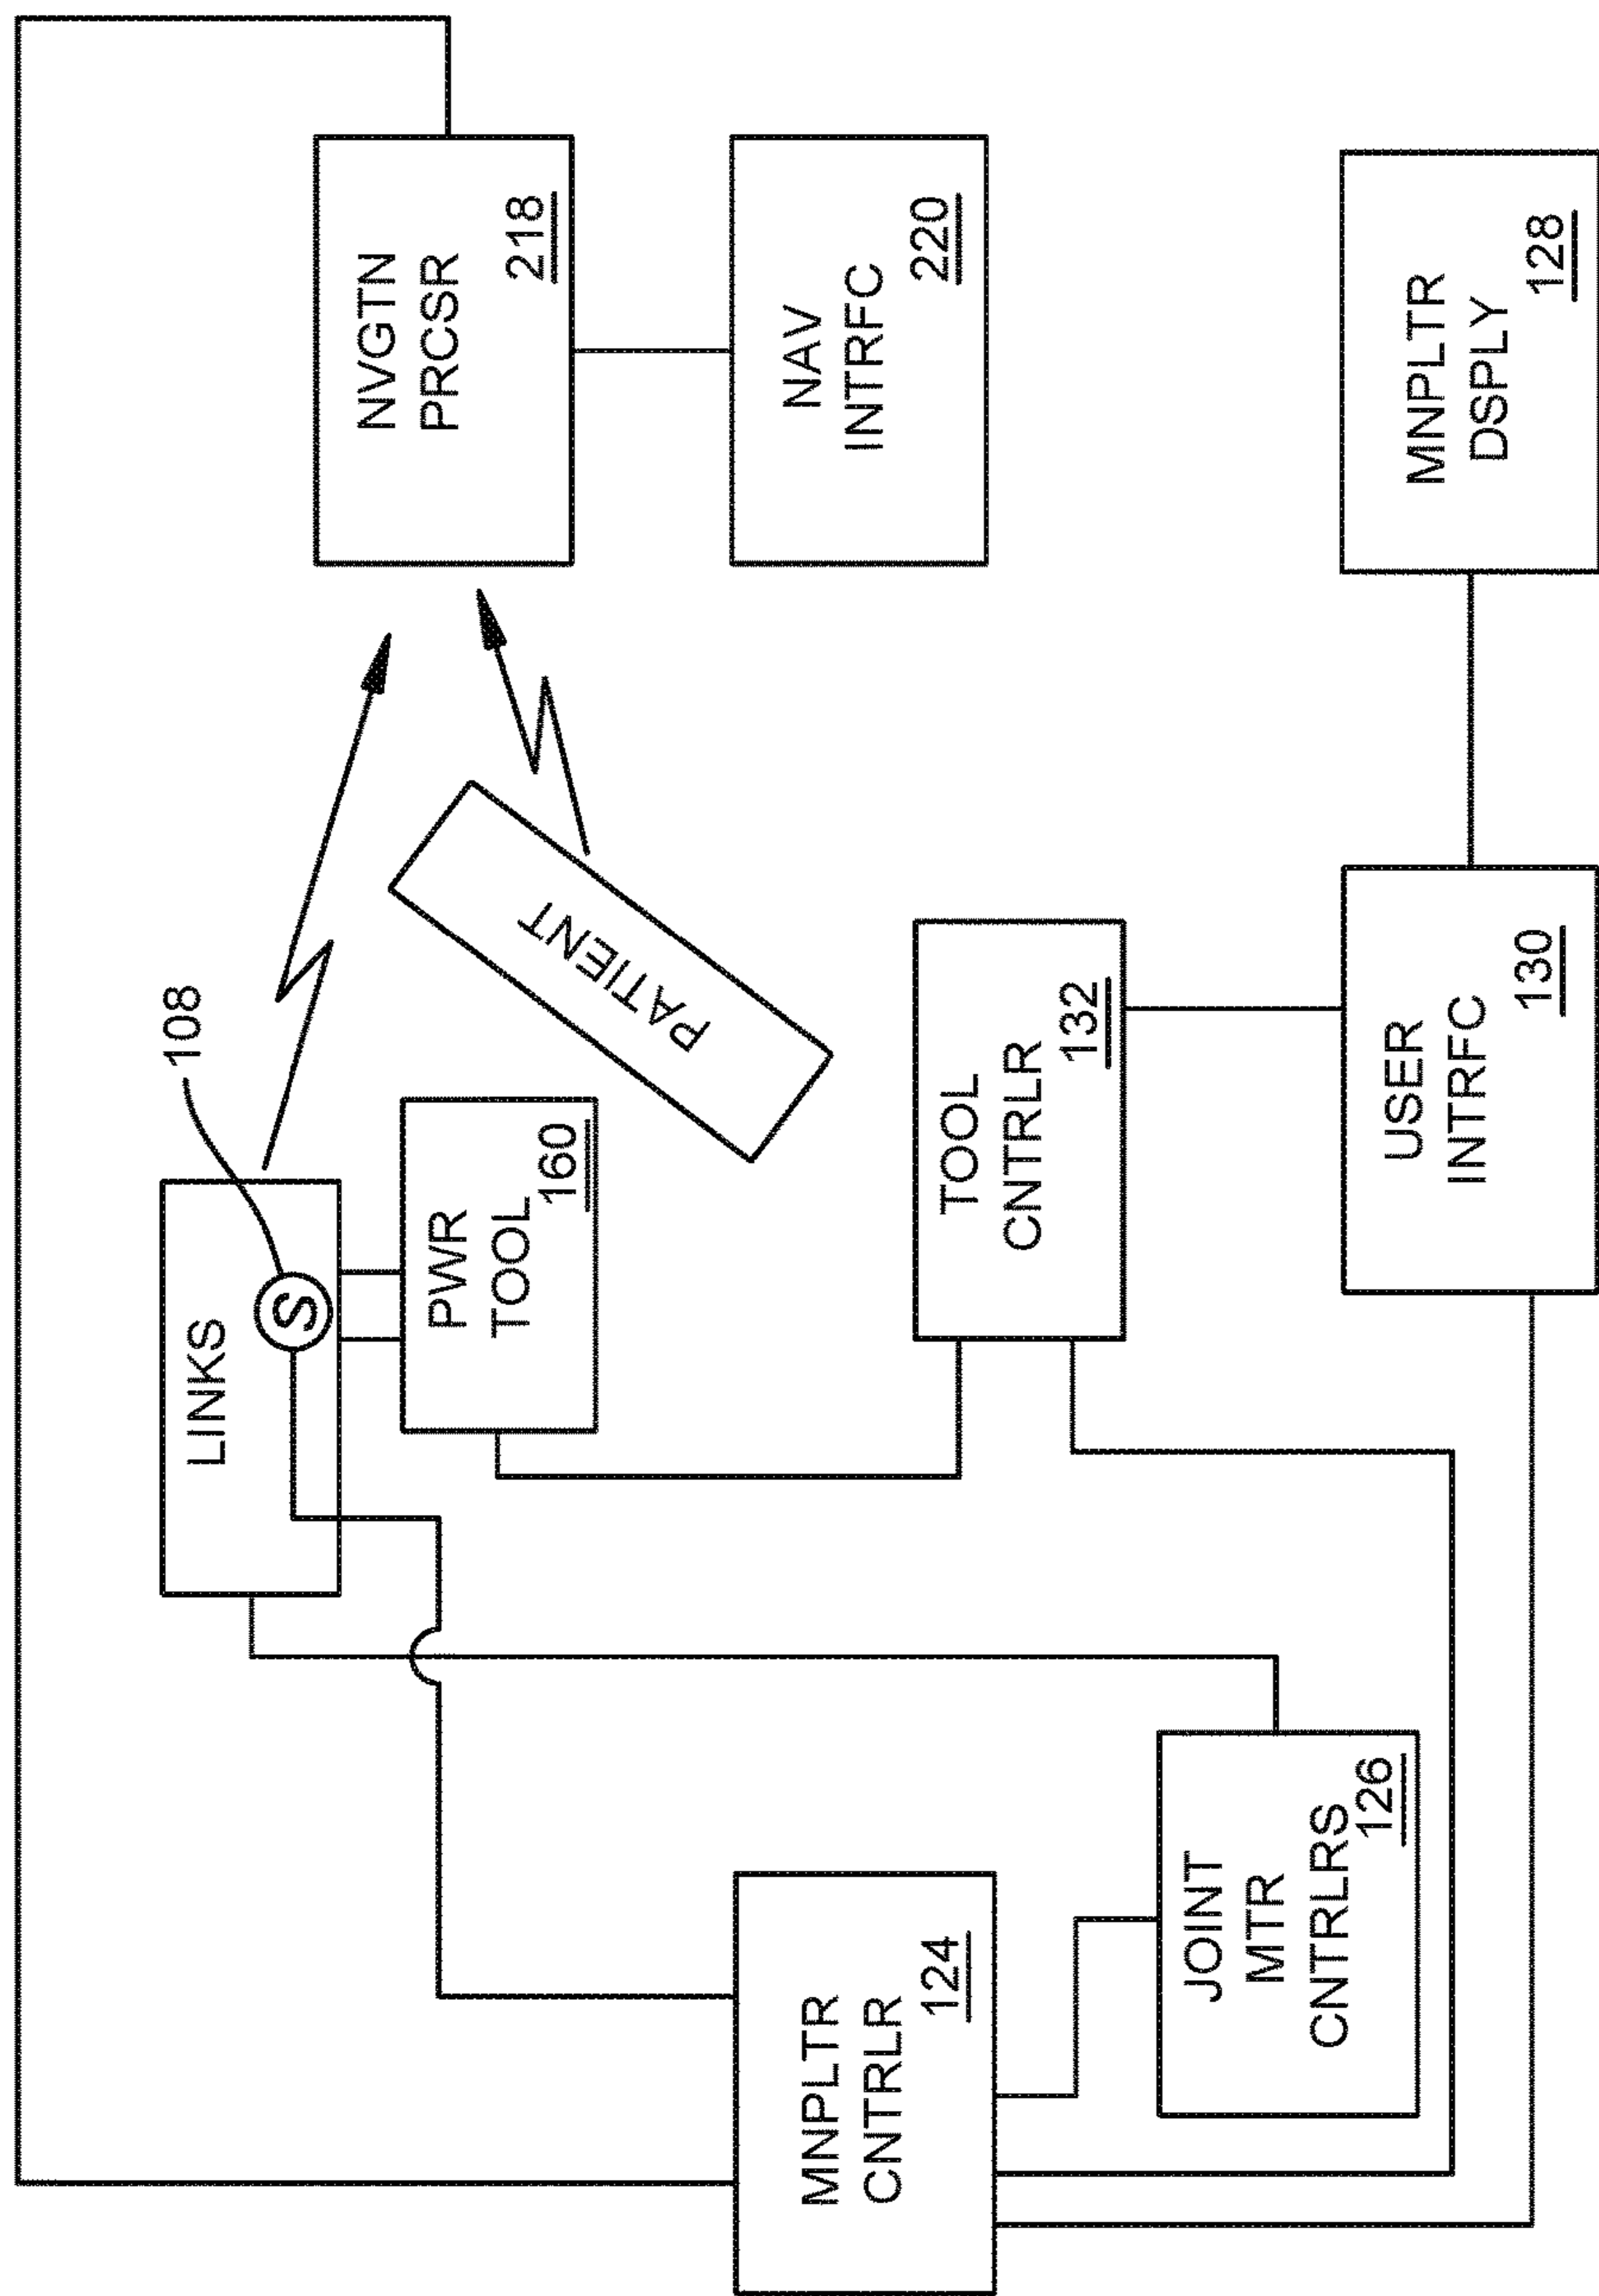 108
LINKS
S
NVGTN
PRCSR
218
PWR
TOOL
160
PATIENT
MNPLTR
CNTRLR
124
NAV
INTRFC
220
TOOL
CNTRLR
132
JOINT
MTR
CNTRLRS
126
USER
INTRFC
130
MNPLTR
DSPLY
128